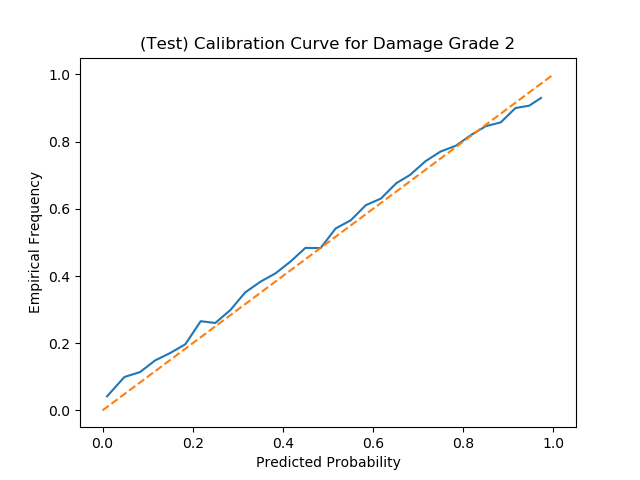 (Test) Calibration Curve for Damage Grade 2
1.0
0.8
0.6
0.4
0.2
0.0
Empirical Frequency
0.0 0.2 0.4 0.6 0.8 1.0
Predicted Probability